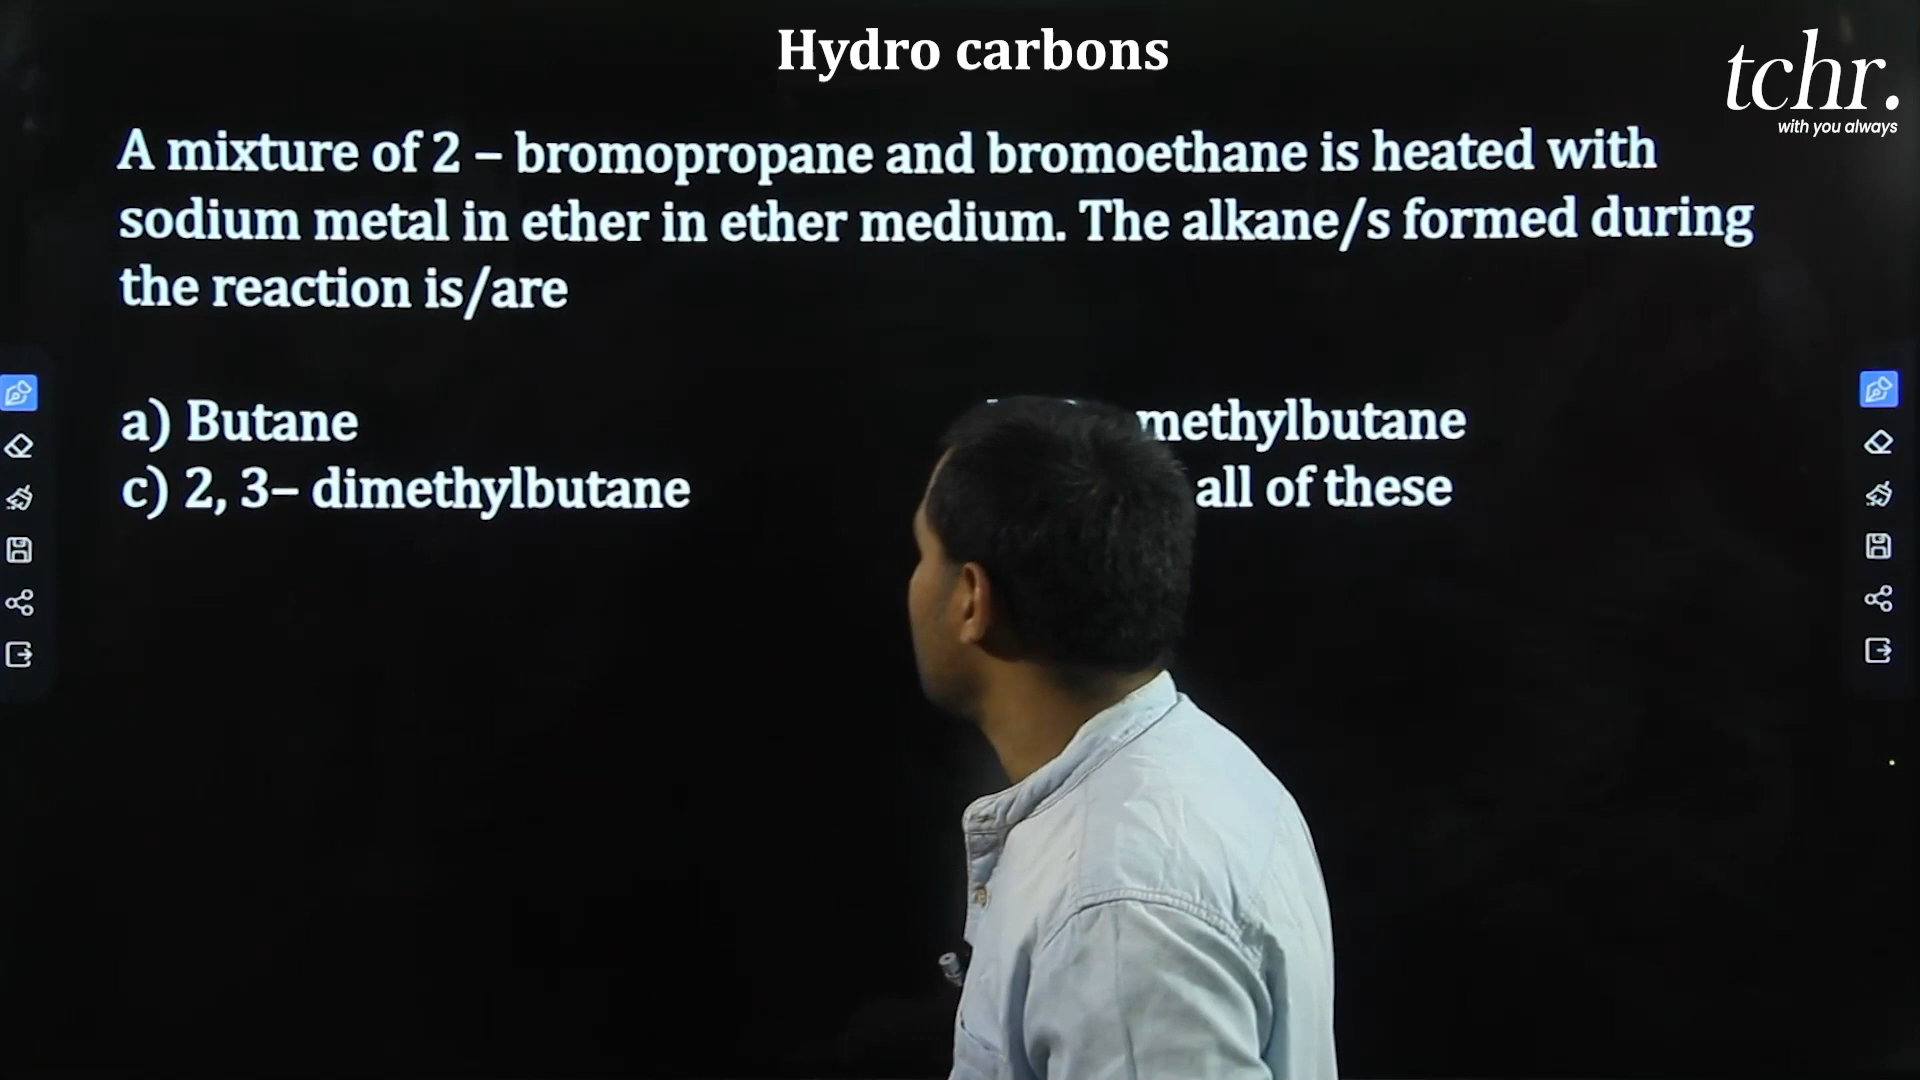 Hydro carbons
tchr.
with you always
A mixture of 2 – bromopropane and bromoethane is heated with
sodium metal in ether in ether medium. The alkane/s formed during
the reaction is/are
a) Butane
methylbutane
c) 2, 3– dimethylbutane
all of these